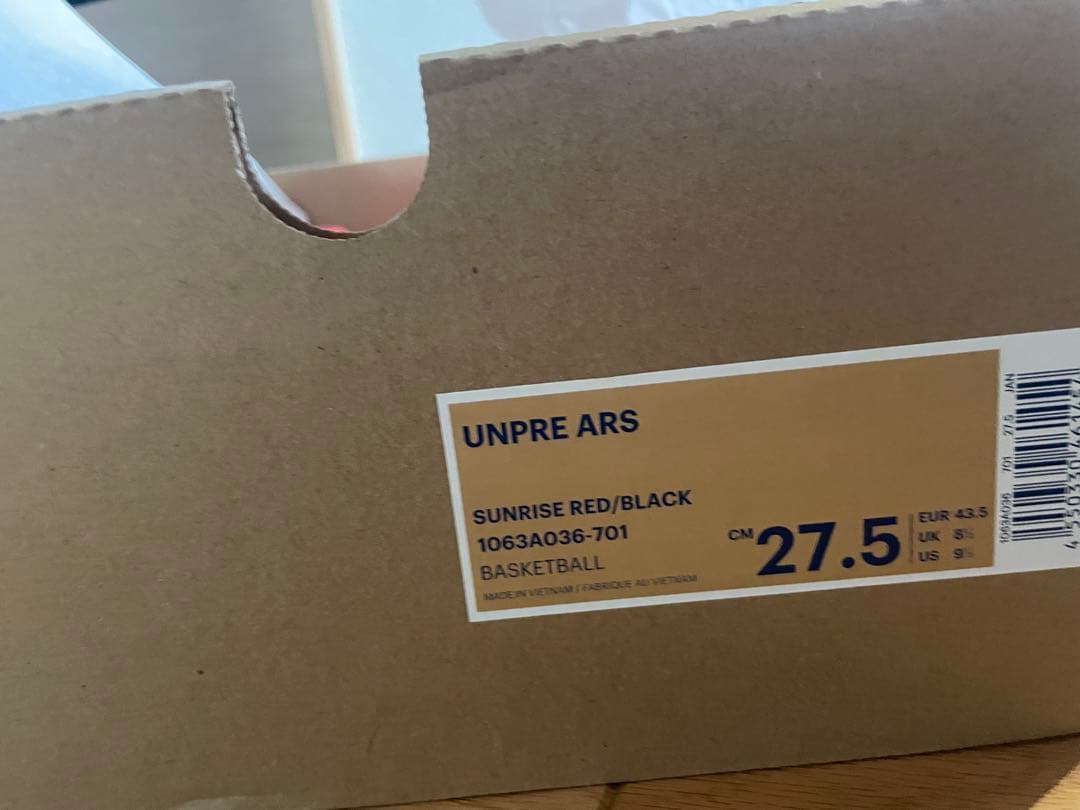 UNPRE ARS
SUNRISE RED/BLACK
1063A036-701
BASKETBALL
MADE IN VIETNAM / FABRIQUE AU VIETNAM
CM 27.5
EUR 43.5
UK 8½
US 9½
1063A036 701 27.5 JAN